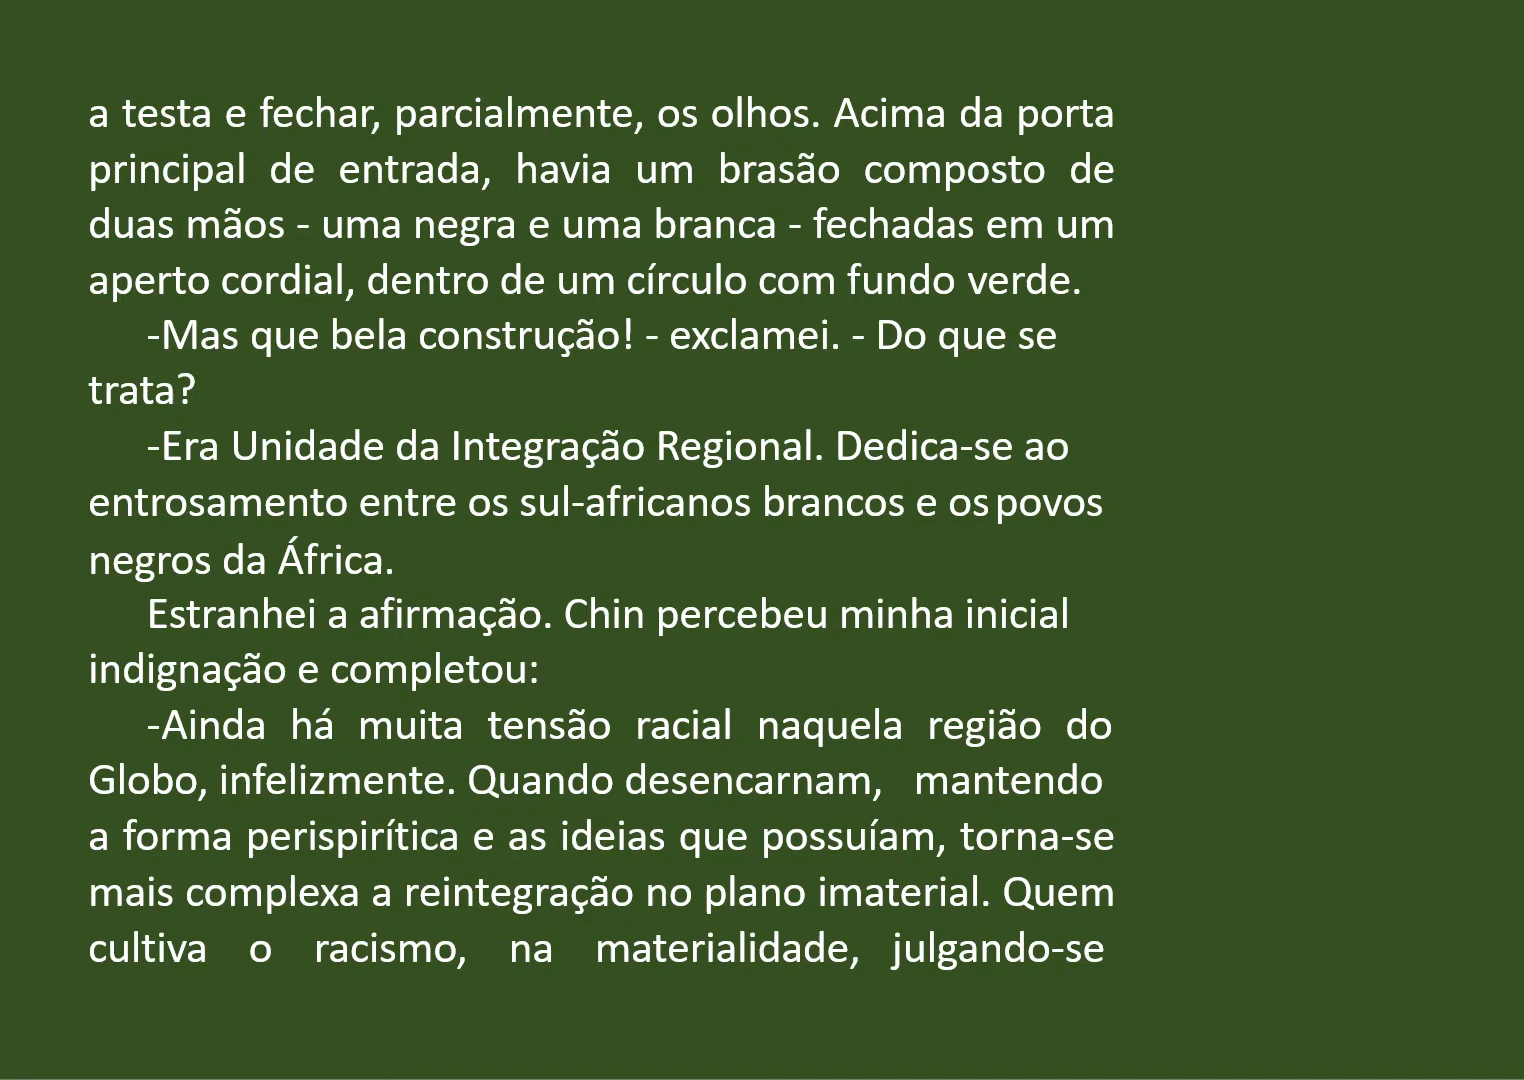 a testa e fechar, parcialmente, os olhos. Acima da porta
principal de entrada, havia um brasão composto de
duas mãos - uma negra e uma branca - fechadas em um
aperto cordial, dentro de um círculo com fundo verde.
-Mas que bela construção! - exclamei. - Do que se
trata?
-Era Unidade da Integração Regional. Dedica-se ao
entrosamento entre os sul-africanos brancos e os povos
negros da África.
Estranhei a afirmação. Chin percebeu minha inicial
indignação e completou:
-Ainda há muita tensão racial naquela região do
Globo, infelizmente. Quando desencarnam, mantendo
a forma perispirítica e as ideias que possuíam, torna-se
mais complexa a reintegração no plano imaterial. Quem
cultiva o racismo, na materialidade, julgando-se